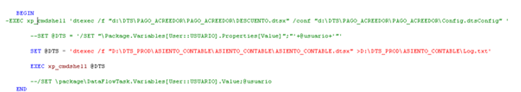 BEGIN
-EXEC xp_cmdshell 'dtexec /f "d:\DTS\PAGO_ACREEDOR\PAGO_ACREEDOR\DESCUENTO.dtsx" /conf "d:\DTS\PAGO_ACREEDOR\PAGO_ACREEDOR\Config.dtsConfig" '
--SET @DTS = '/SET "\Package.Variables[User::USUARIO].Properties[Value]";"'+@usuario+'"'
SET @DTS = 'dtexec /f "D:\DTS_PROD\ASIENTO_CONTABLE\ASIENTO_CONTABLE\ASIENTO_CONTABLE.dtsx" >D:\DTS_PROD\ASIENTO_CONTABLE\Log.txt'
EXEC xp_cmdshell @DTS
--/SET \package\DataFlowTask.Variables[User::USUARIO].Value;@usuario
END